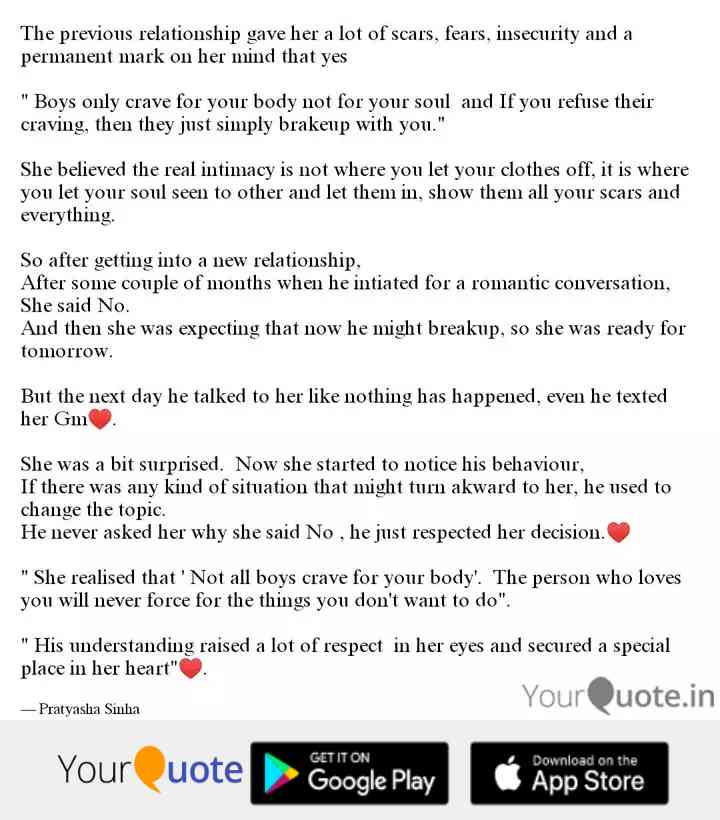 The previous relationship gave her a lot of scars, fears, insecurity and a
permanent mark on her mind that yes
" Boys only crave for your body not for your soul  and If you refuse their
craving, then they just simply brakeup with you."
She believed the real intimacy is not where you let your clothes off, it is where
you let your soul seen to other and let them in, show them all your scars and
everything.
So after getting into a new relationship,
After some couple of months when he intiated for a romantic conversation,
She said No.
And then she was expecting that now he might breakup, so she was ready for
tomorrow.
But the next day he talked to her like nothing has happened, even he texted
her Gm♥️.
She was a bit surprised.  Now she started to notice his behaviour,
If there was any kind of situation that might turn akward to her, he used to
change the topic.
He never asked her why she said No , he just respected her decision.♥️
" She realised that ' Not all boys crave for your body'.  The person who loves
you will never force for the things you don't want to do".
" His understanding raised a lot of respect  in her eyes and secured a special
place in her heart"♥️.
— Pratyasha Sinha
YourQuote.in
YourQuote
GET IT ON
Google Play
Download on the
App Store